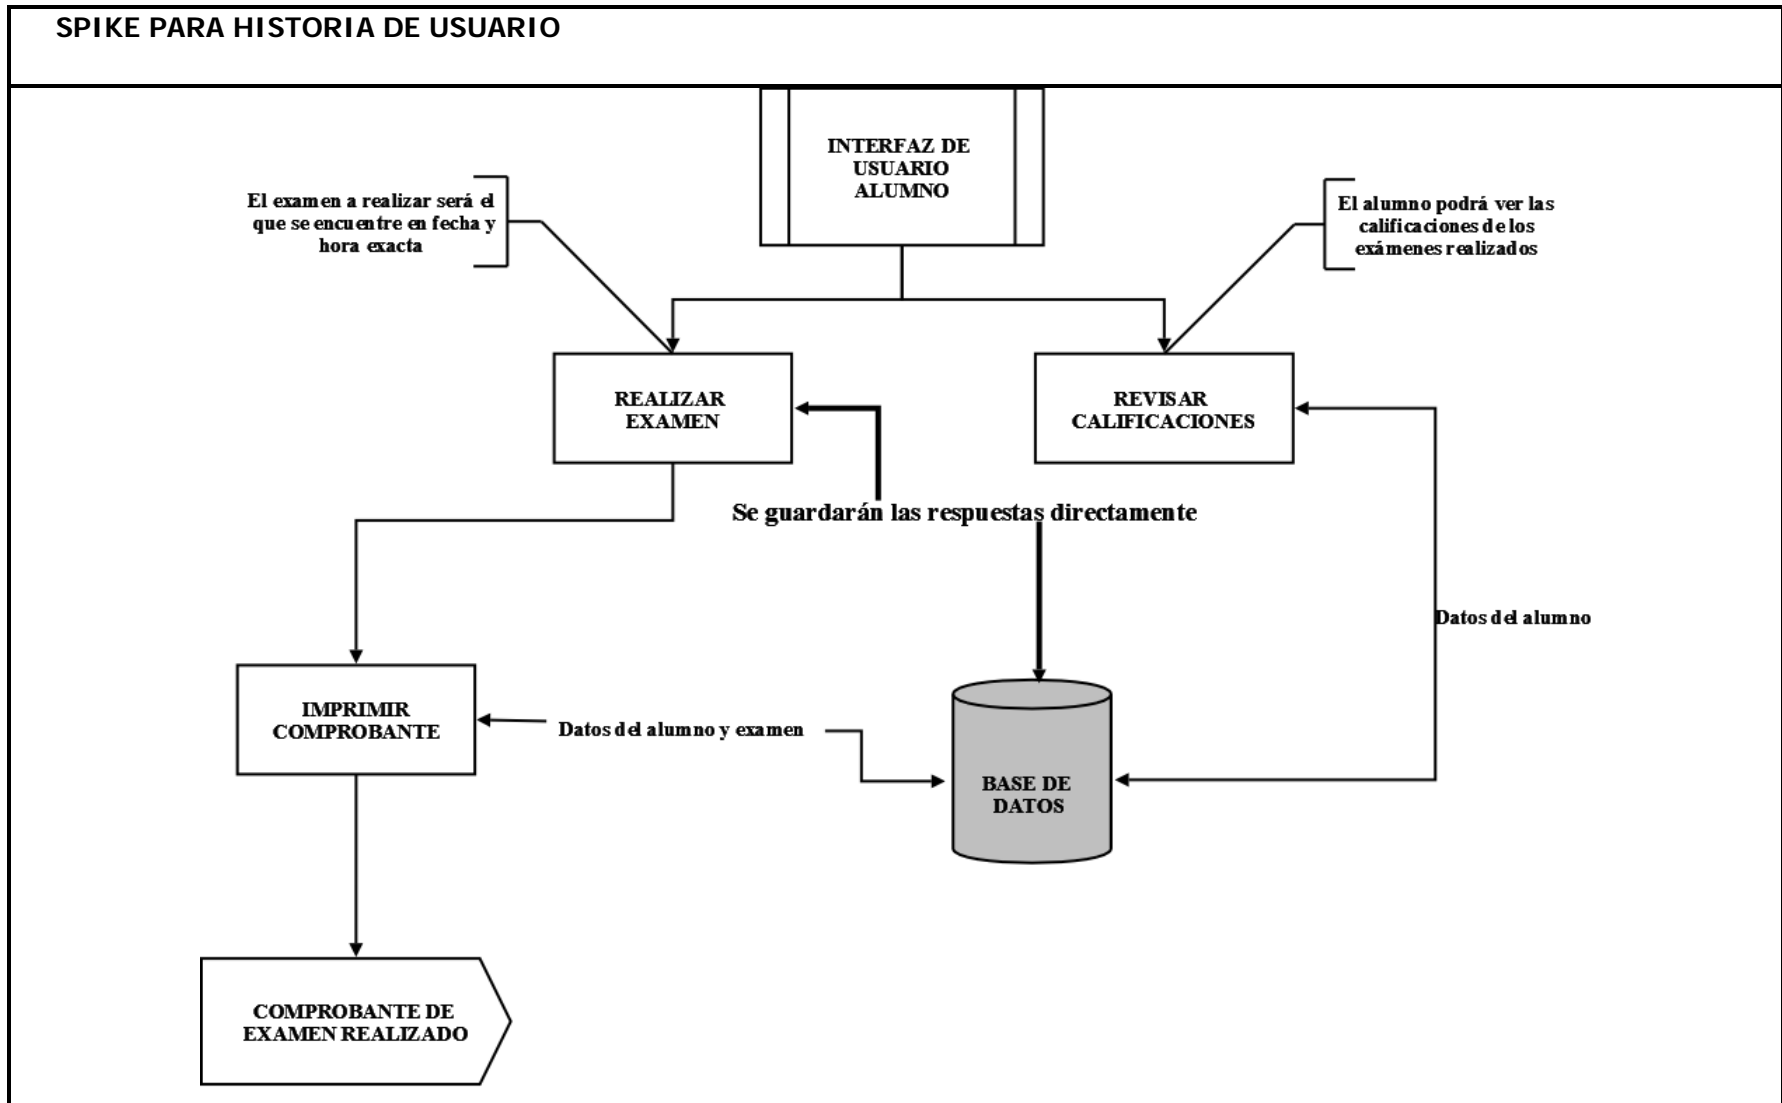 SPIKE PARA HISTORIA DE USUARIO
INTERFAZ DE
USUARIO
ALUMNO
El examen a realizar será el
que se encuentre en fecha y
hora exacta
El alumno podrá ver las
calificaciones de los
exámenes realizados
REALIZAR
EXAMEN
REVISAR
CALIFICACIONES
Se guardarán las respuestas directamente
Datos del alumno
IMPRIMIR
COMPROBANTE
Datos del alumno y examen
BASE DE
DATOS
COMPROBANTE DE
EXAMEN REALIZADO